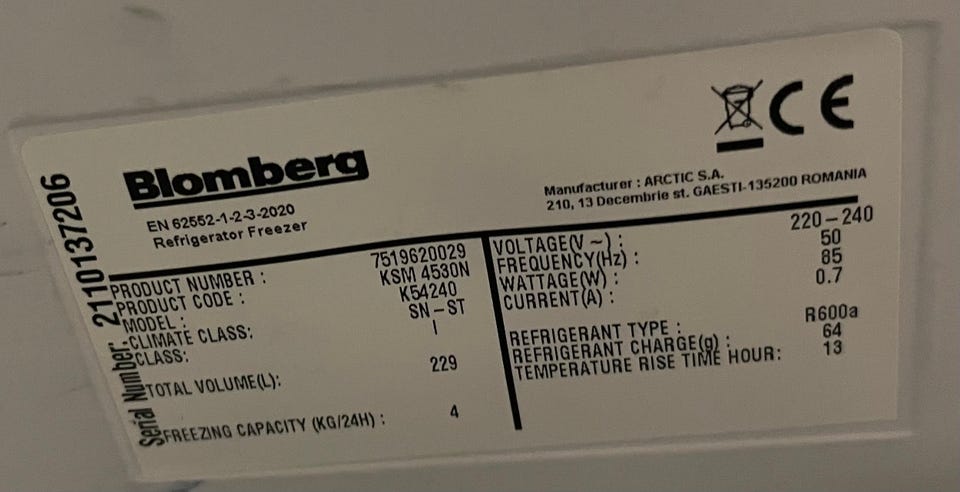 Blomberg
EN 62552-1-2-3-2020
Refrigerator Freezer
CE
Manufacturer : ARCTIC S.A.
210, 13 Decembrie st. GAESTI-135200 ROMANIA
Serial Number: 2110137206
PRODUCT NUMBER : 7519620029
PRODUCT CODE : KSM 4530N
MODEL : K54240
CLIMATE CLASS: SN-ST
CLASS: I
TOTAL VOLUME(L): 229
FREEZING CAPACITY (KG/24H) : 4
VOLTAGE(V ~) : 220-240
FREQUENCY(Hz) : 50
WATTAGE(W) : 85
CURRENT(A) : 0.7
REFRIGERANT TYPE : R600a
REFRIGERANT CHARGE(g) : 64
TEMPERATURE RISE TIME HOUR: 13